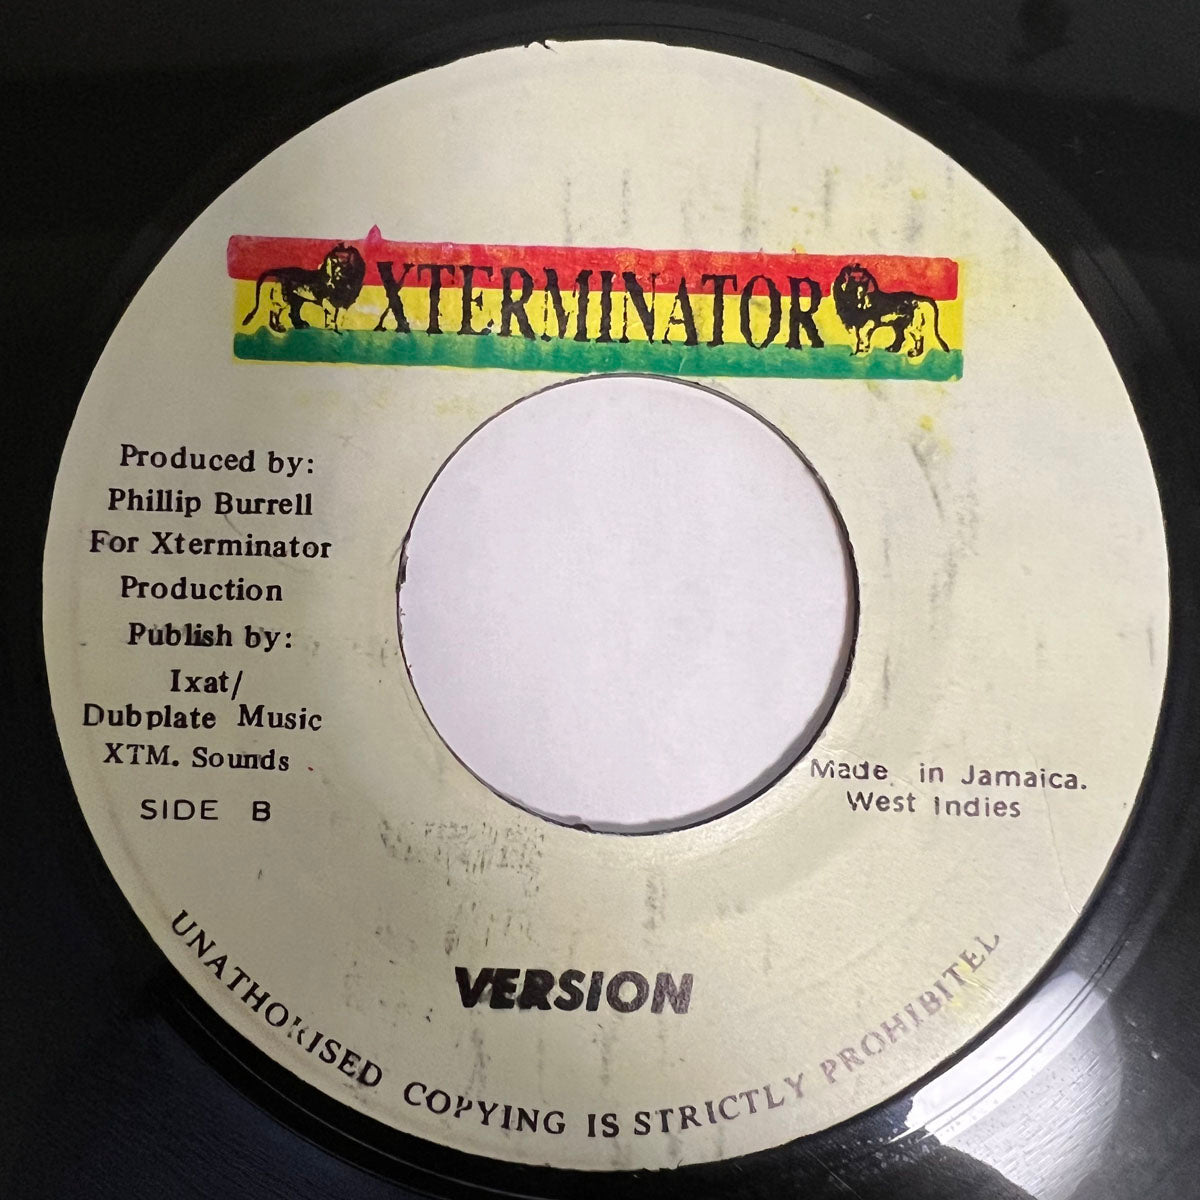 XTERMINATOR
Produced by:
Phillip Burrell
For Xterminator
Production
Publish by:
Ixat/
Dubplate Music
XTM. Sounds
SIDE B
Made in Jamaica.
West Indies
VERSION
UNATHORISED COPYING IS STRICTLY PROHIBITED